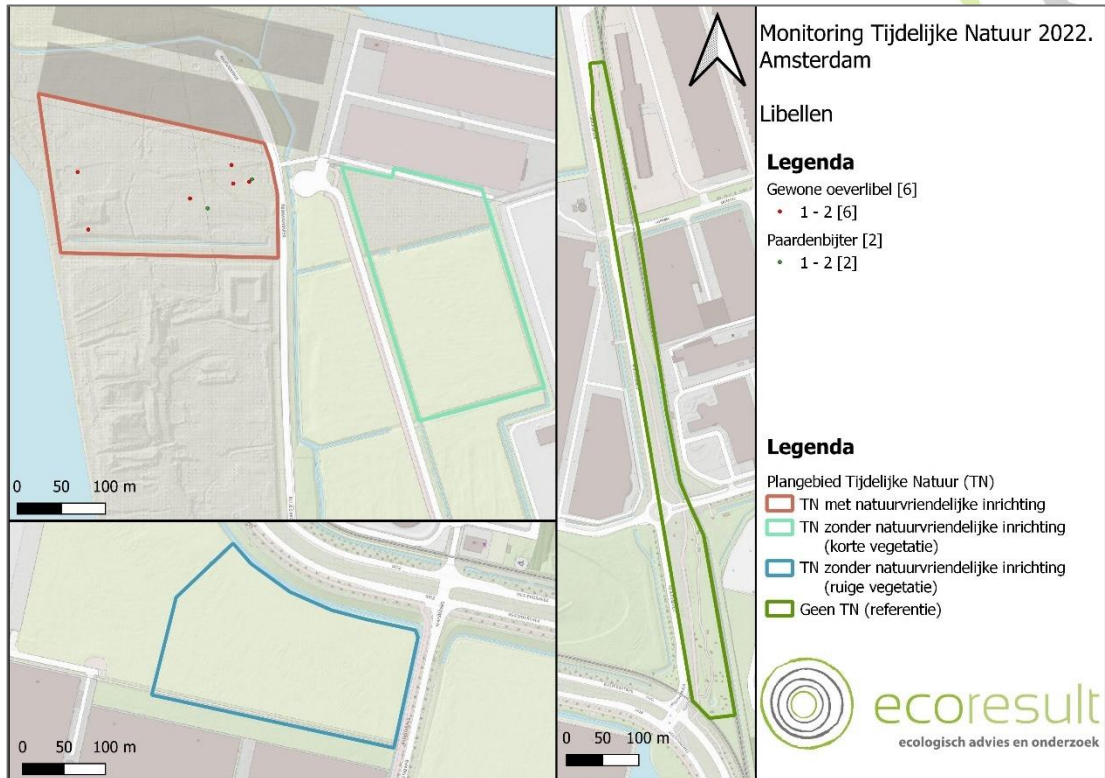 Monitoring Tijdelijke Natuur 2022.
Amsterdam
Libellen
Legenda
Gewone oeverlibel [6]
1 - 2 [6]
Paardenbijter [2]
1 - 2 [2]
Legenda
Plangebied Tijdelijke Natuur (TN)
TN met natuurvriendelijke inrichting
TN zonder natuurvriendelijke inrichting
(korte vegetatie)
TN zonder natuurvriendelijke inrichting
(ruige vegetatie)
Geen TN (referentie)
ecoresult
ecologisch advies en onderzoek
0 50 100 m
0 50 100 m
0 50 100 m